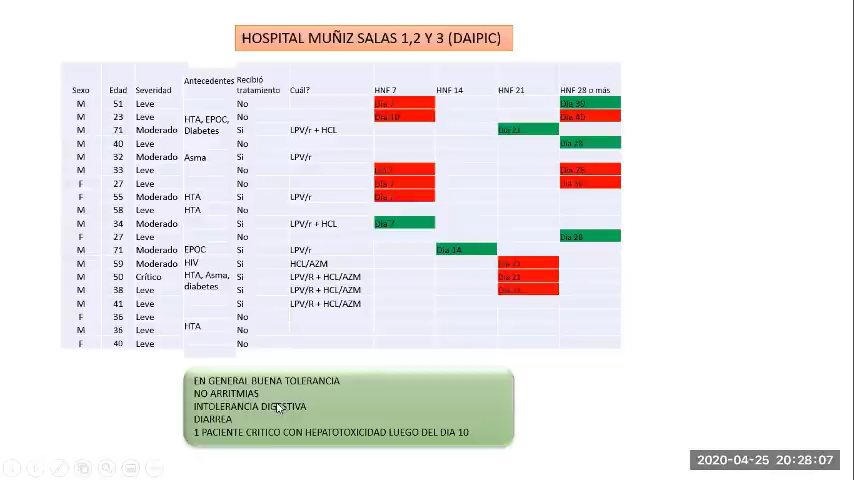 HOSPITAL MUÑIZ SALAS 1,2 Y 3 (DAIPIC)
Sexo Edad Severidad Antecedentes Recibió tratamiento Cuál? HNF 7 HNF 14 HNF 21 HNF 28 o más
M 51 Leve No Día 7 Día 30
M 23 Leve No Día 10 Día 40
M 71 Moderado HTA, EPOC, Diabetes Si LPV/r + HCL Día 21
M 40 Leve No Día 28
M 32 Moderado Asma Si LPV/r
M 33 Leve No Día 28
F 27 Leve No Día 7
F 55 Moderado HTA Si LPV/r Día
M 58 Leve HTA No
M 34 Moderado Si LPV/r + HCL Día 7
F 27 Leve No Día 28
M 71 Moderado EPOC Si LPV/r Día 14
M 59 Moderado HIV Si HCL/AZM
M 50 Crítico HTA, Asma, diabetes Si LPV/R + HCL/AZM Día 21
M 38 Leve Si LPV/R + HCL/AZM
M 41 Leve Si LPV/R + HCL/AZM
F 36 Leve No
M 36 Leve HTA No
F 40 Leve No
EN GENERAL BUENA TOLERANCIA
NO ARRITMIAS
INTOLERANCIA DIGESTIVA
DIARREA
1 PACIENTE CRITICO CON HEPATOTOXICIDAD LUEGO DEL DIA 10
2020-04-25 20:28:07